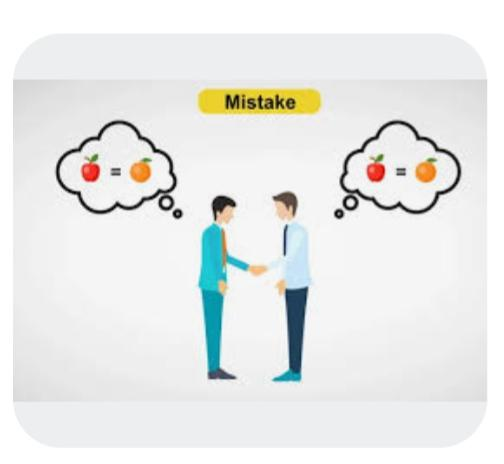 Mistake
= =